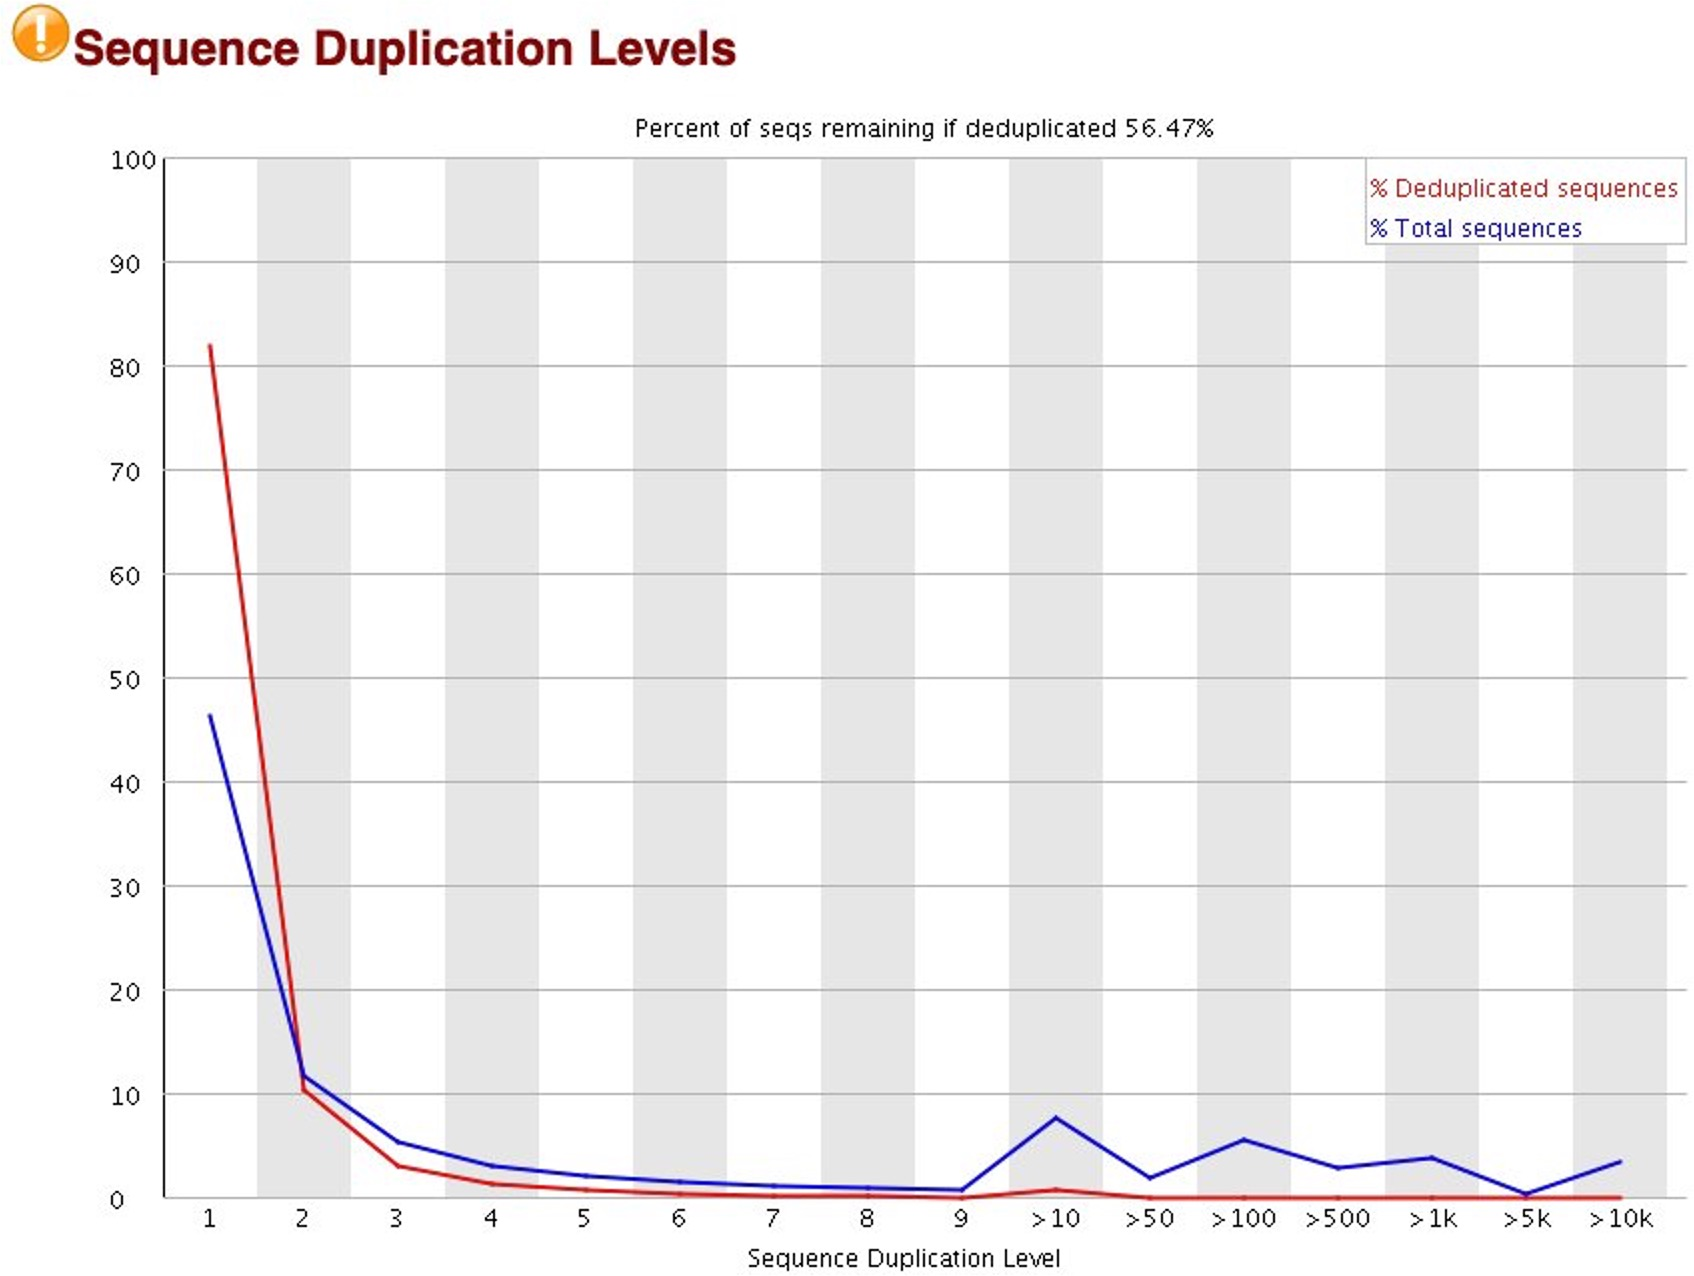 Sequence Duplication Levels
Percent of seqs remaining if deduplicated 56.47%
% Deduplicated sequences
% Total sequences
100
90
80
70
60
50
40
30
20
10
0
1 2 3 4 5 6 7 8 9 >10 >50 >100 >500 >1k >5k >10k
Sequence Duplication Level